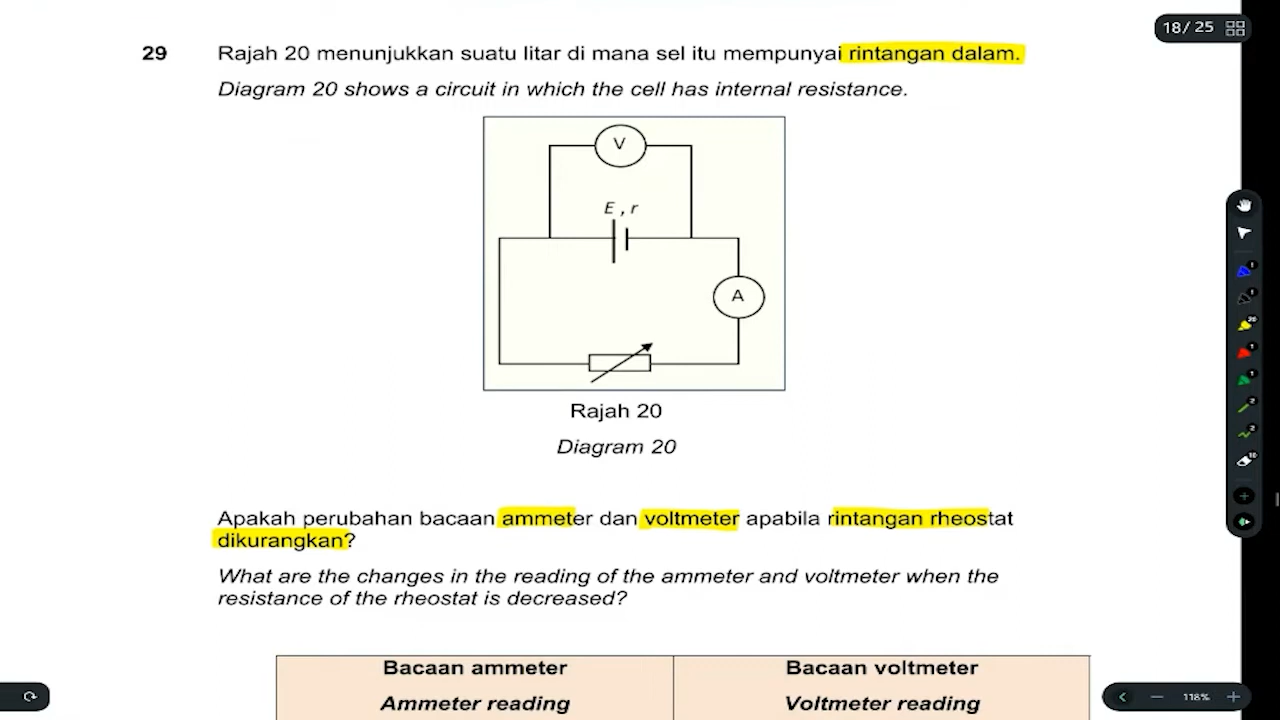 18/ 25
29 Rajah 20 menunjukkan suatu litar di mana sel itu mempunyai rintangan dalam.
Diagram 20 shows a circuit in which the cell has internal resistance.
V
E , r
A
Rajah 20
Diagram 20
Apakah perubahan bacaan ammeter dan voltmeter apabila rintangan rheostat
dikurangkan?
What are the changes in the reading of the ammeter and voltmeter when the
resistance of the rheostat is decreased?
Bacaan ammeter Bacaan voltmeter
Ammeter reading Voltmeter reading
118%